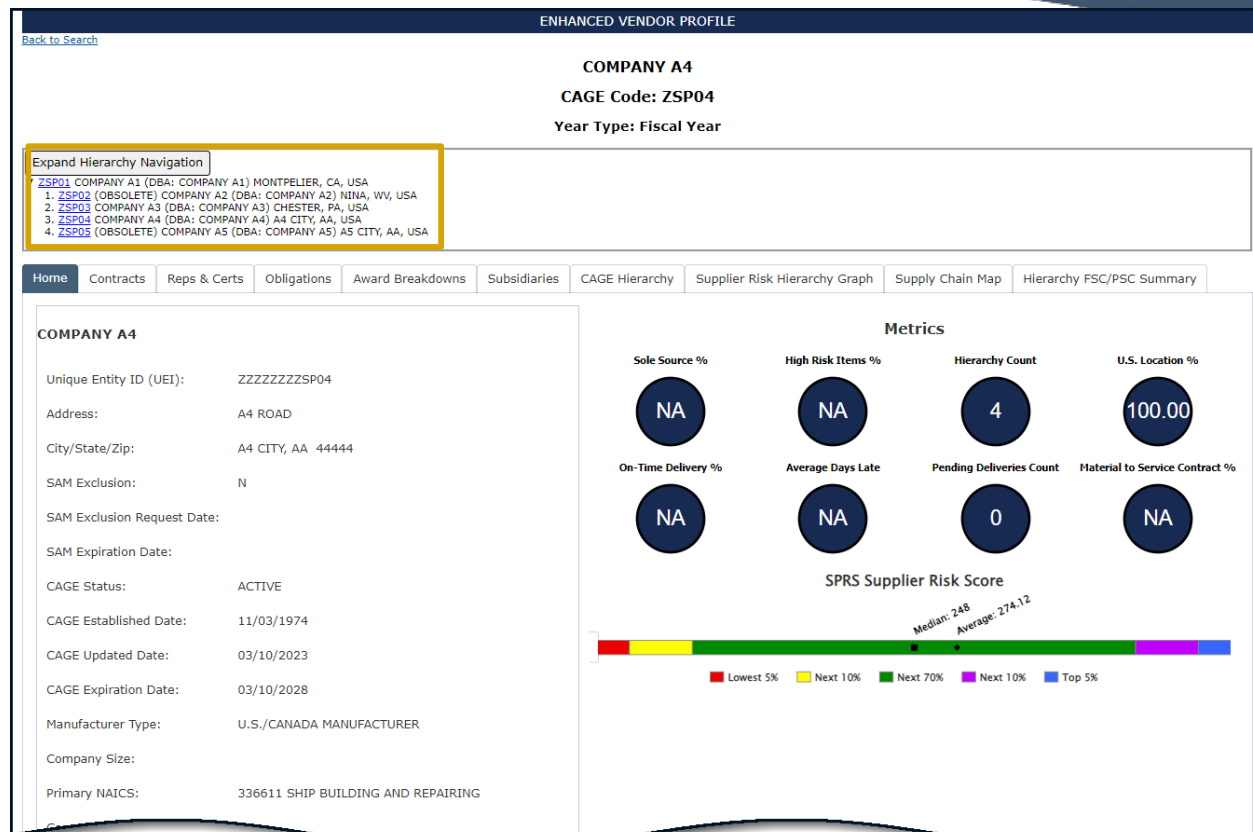 ENHANCED VENDOR PROFILE
Back to Search
COMPANY A4
CAGE Code: ZSP04
Year Type: Fiscal Year
Expand Hierarchy Navigation
ZSP01 COMPANY A1 (DBA: COMPANY A1) MONTPELIER, CA, USA
1. ZSP02 (OBSOLETE) COMPANY A2 (DBA: COMPANY A2) NINA, WV, USA
2. ZSP03 COMPANY A3 (DBA: COMPANY A3) CHESTER, PA, USA
3. ZSP04 COMPANY A4 (DBA: COMPANY A4) A4 CITY, AA, USA
4. ZSP05 (OBSOLETE) COMPANY A5 (DBA: COMPANY A5) A5 CITY, AA, USA
Home Contracts Reps & Certs Obligations Award Breakdowns Subsidiaries CAGE Hierarchy Supplier Risk Hierarchy Graph Supply Chain Map Hierarchy FSC/PSC Summary
COMPANY A4
Unique Entity ID (UEI): ZZZZZZZZSP04
Address: A4 ROAD
City/State/Zip: A4 CITY, AA 44444
SAM Exclusion: N
SAM Exclusion Request Date:
SAM Expiration Date:
CAGE Status: ACTIVE
CAGE Established Date: 11/03/1974
CAGE Updated Date: 03/10/2023
CAGE Expiration Date: 03/10/2028
Manufacturer Type: U.S./CANADA MANUFACTURER
Company Size:
Primary NAICS: 336611 SHIP BUILDING AND REPAIRING
Metrics
Sole Source % High Risk Items % Hierarchy Count U.S. Location %
NA NA 4 100.00
On-Time Delivery % Average Days Late Pending Deliveries Count Material to Service Contract %
NA NA 0 NA
SPRS Supplier Risk Score
Median: 248
Average: 274.12
Lowest 5% Next 10% Next 70% Next 10% Top 5%